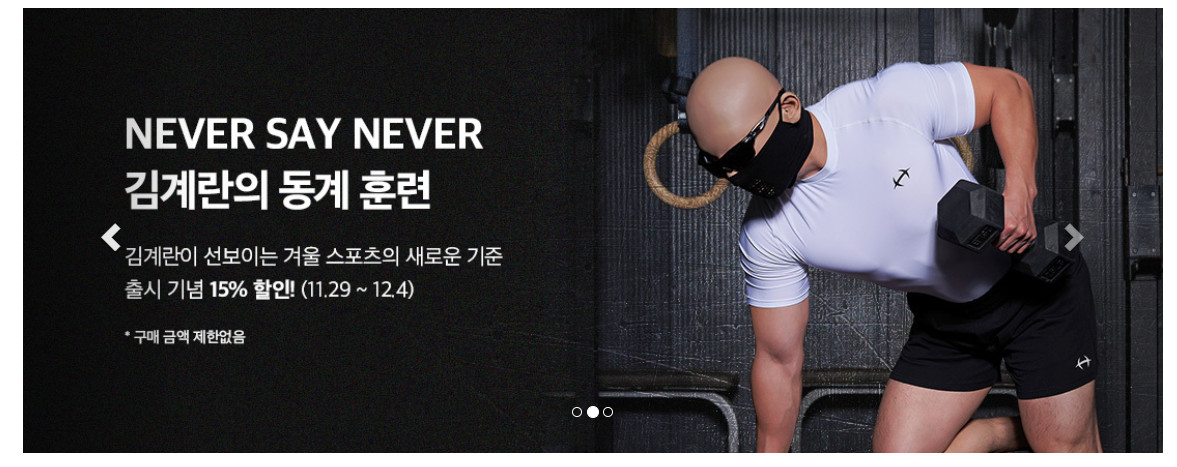 NEVER SAY NEVER
김계란의 동계 훈련
김계란이 선보이는 겨울 스포츠의 새로운 기준
출시 기념 15% 할인! (11.29 ~ 12.4)
* 구매 금액 제한없음